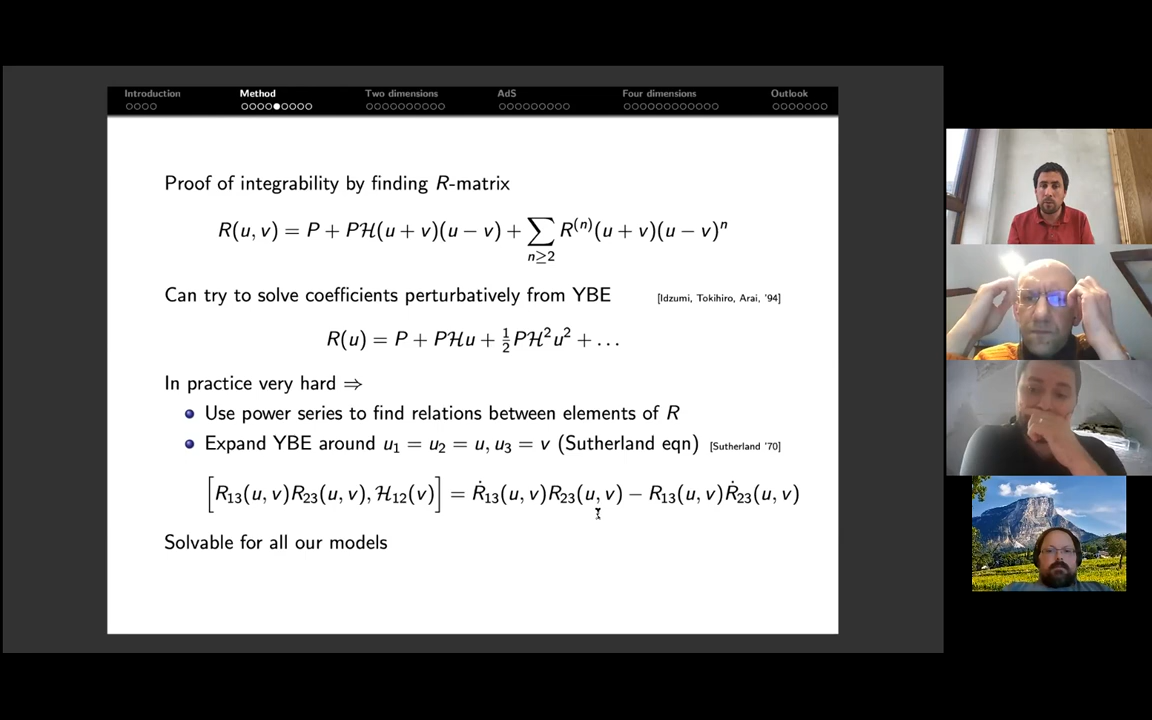 Introduction Method Two dimensions AdS Four dimensions Outlook
Proof of integrability by finding R-matrix
R(u, v) = P + Pℋ(u + v)(u − v) + ∑_{n≥2} R^{(n)}(u + v)(u − v)^n
Can try to solve coefficients perturbatively from YBE [Idzumi, Tokihiro, Arai, '94]
R(u) = P + Pℋu + ½Pℋ²u² + . . .
In practice very hard ⇒
Use power series to find relations between elements of R
Expand YBE around u₁ = u₂ = u, u₃ = v (Sutherland eqn) [Sutherland '70]
[R₁₃(u, v)R₂₃(u, v), ℋ₁₂(v)] = Ṙ₁₃(u, v)R₂₃(u, v) − R₁₃(u, v)Ṙ₂₃(u, v)
Solvable for all our models